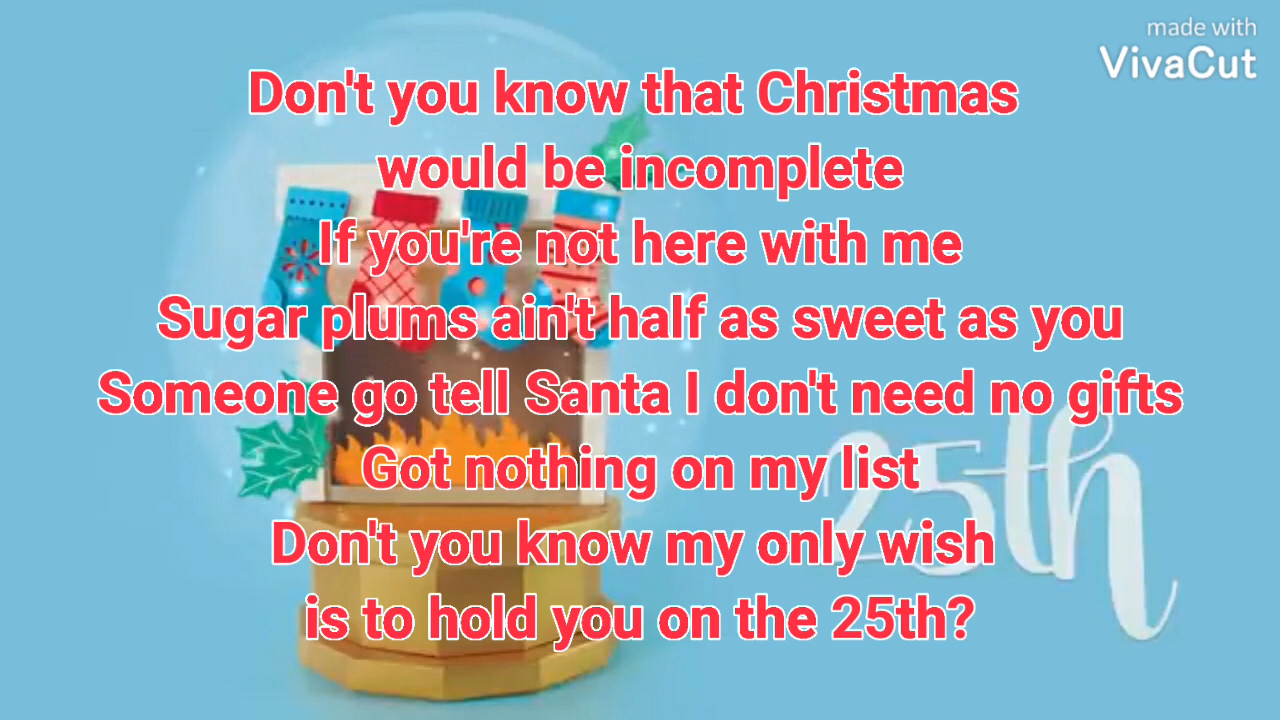 made with
VivaCut
Don't you know that Christmas
would be incomplete
If you're not here with me
Sugar plums ain't half as sweet as you
Someone go tell Santa I don't need no gifts
Got nothing on my list
Don't you know my only wish
is to hold you on the 25th?
25th